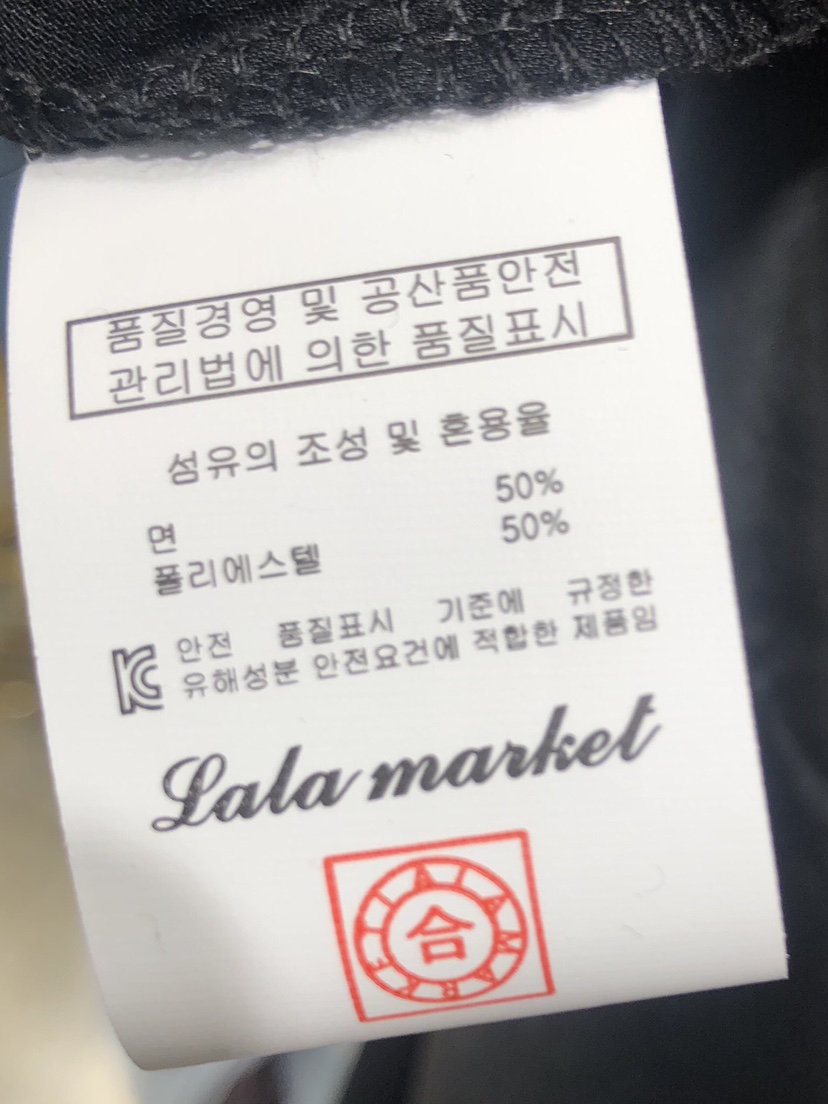 품질경영 및 공산품안전
관리법에 의한 품질표시
섬유의 조성 및 혼용율
면 50%
폴리에스텔 50%
안전 품질표시 기준에 규정한
유해성분 안전요건에 적합한 제품임
Lala market
合